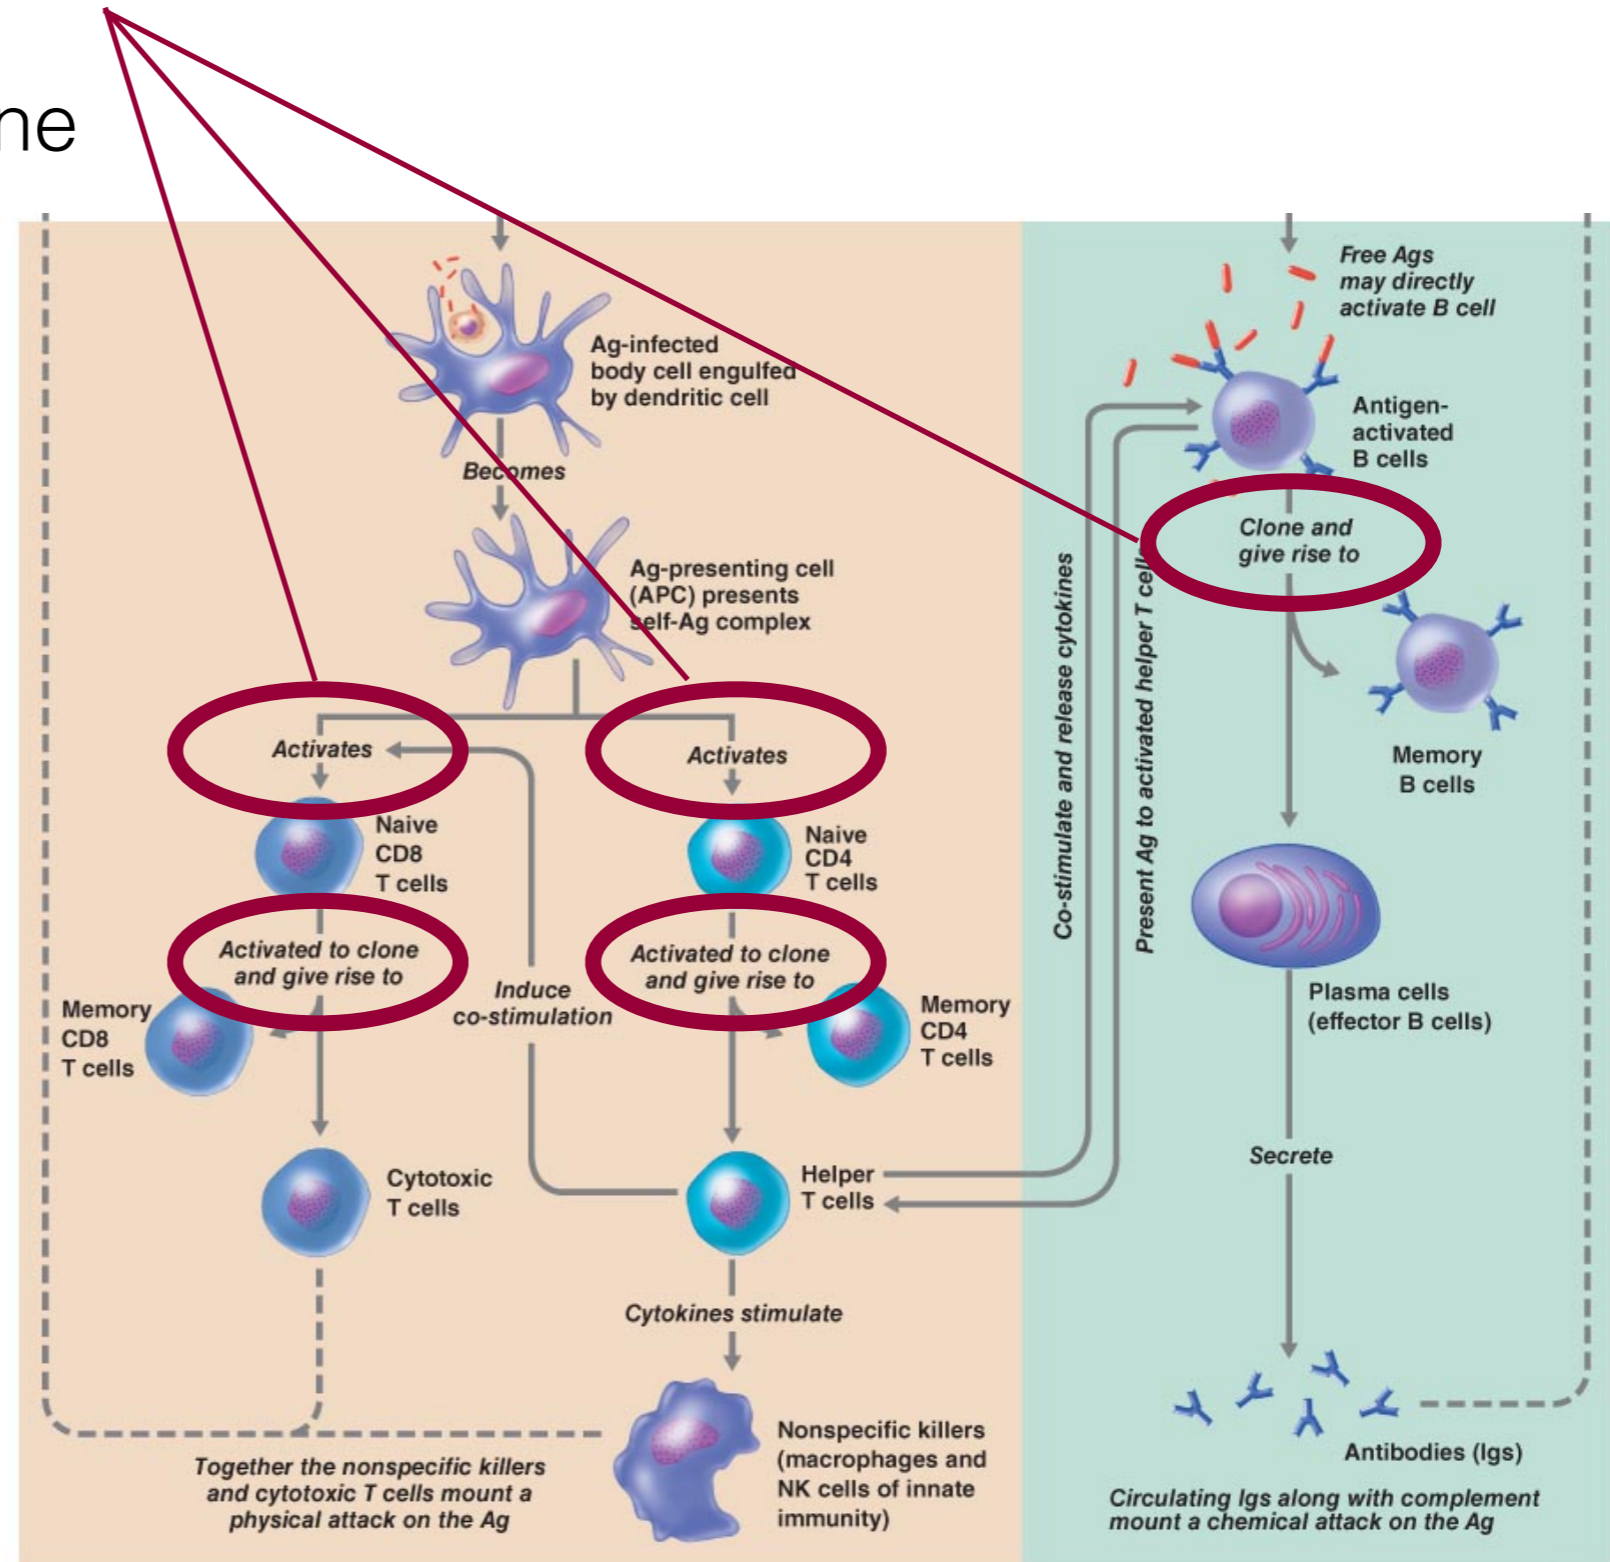 ne
Ag-infected
body cell engulfed
by dendritic cell
Becomes
Ag-presenting cell
(APC) presents
self-Ag complex
Activates
Activates
Naive
CD8
T cells
Naive
CD4
T cells
Activated to clone
and give rise to
Activated to clone
and give rise to
Induce
co-stimulation
Memory
CD8
T cells
Memory
CD4
T cells
Cytotoxic
T cells
Helper
T cells
Cytokines stimulate
Nonspecific killers
(macrophages and
NK cells of innate
immunity)
Together the nonspecific killers
and cytotoxic T cells mount a
physical attack on the Ag
Co-stimulate and release cytokines
Present Ag to activated helper T cells
Free Ags
may directly
activate B cell
Antigen-
activated
B cells
Clone and
give rise to
Memory
B cells
Plasma cells
(effector B cells)
Secrete
Antibodies (Igs)
Circulating Igs along with complement
mount a chemical attack on the Ag